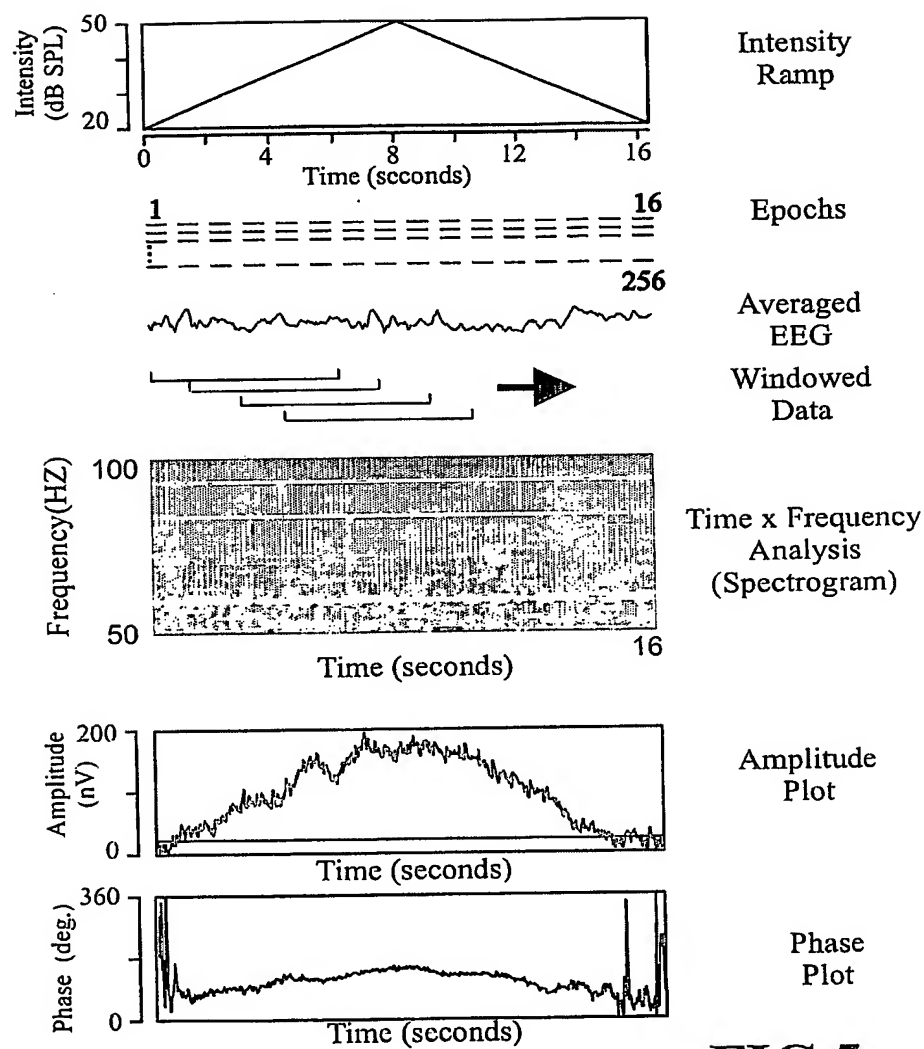 50
Intensity
(dB SPL)
20
0 4 8 12 16
Time (seconds)
Intensity
Ramp
1 16
256
Epochs
Averaged
EEG
Windowed
Data
100
Frequency(HZ)
50
16
Time (seconds)
Time x Frequency
Analysis
(Spectrogram)
200
Amplitude
(nV)
0
Time (seconds)
Amplitude
Plot
360
Phase (deg.)
0
Time (seconds)
Phase
Plot